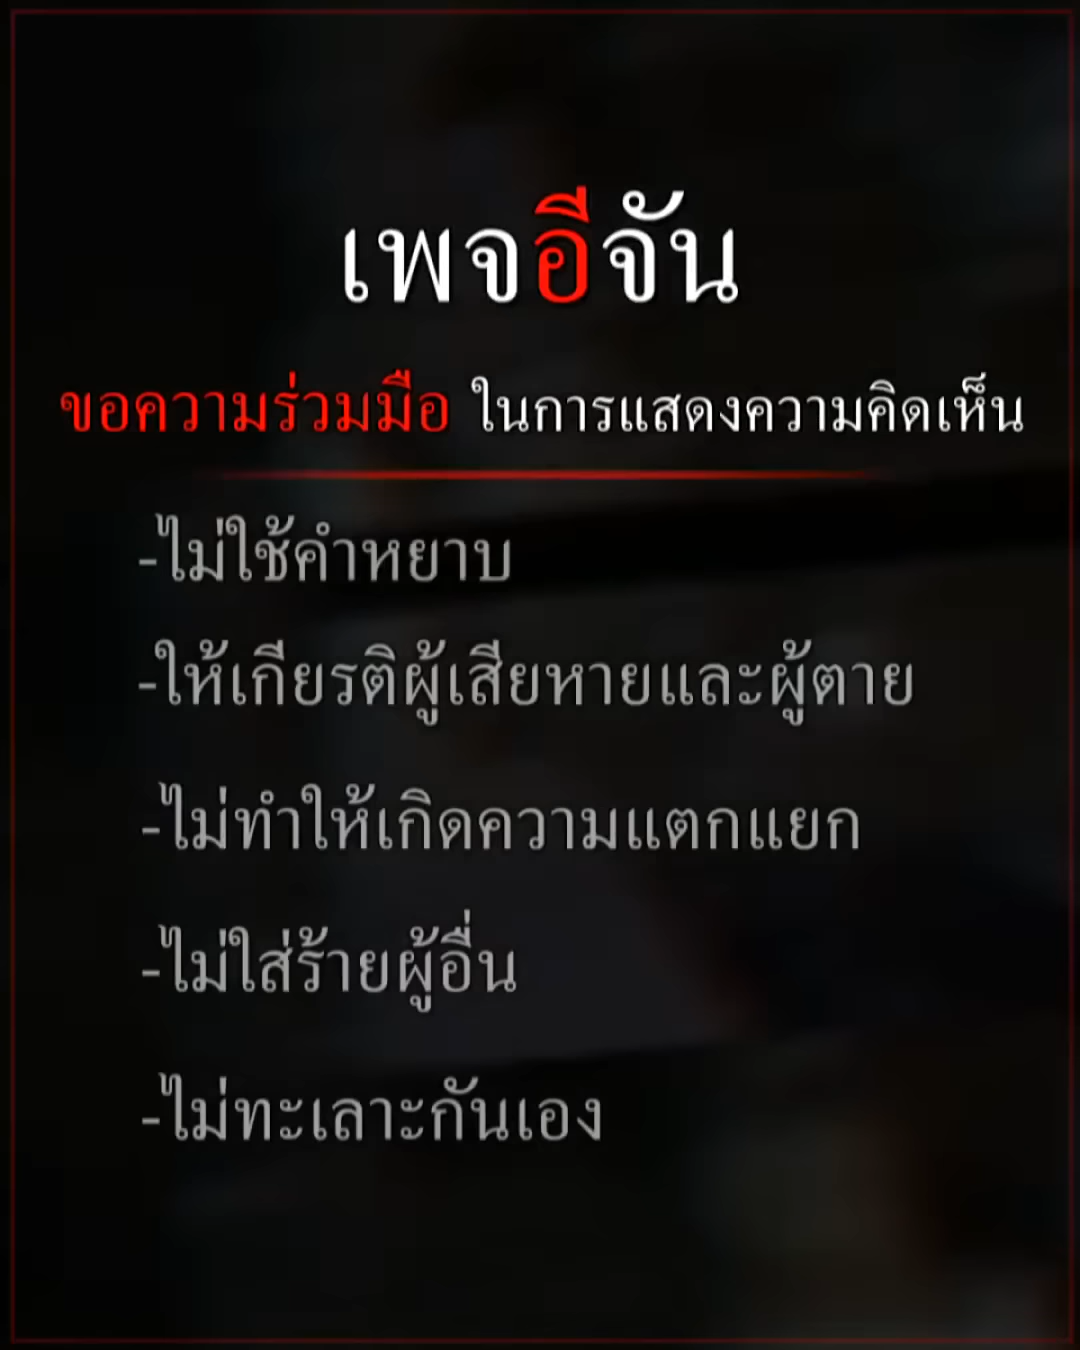 เพจอีจัน
ขอความร่วมมือ ในการแสดงความคิดเห็น
-ไม่ใช้คำหยาบ
-ให้เกียรติผู้เสียหายและผู้ตาย
-ไม่ทำให้เกิดความแตกแยก
-ไม่ใส่ร้ายผู้อื่น
-ไม่ทะเลาะกันเอง